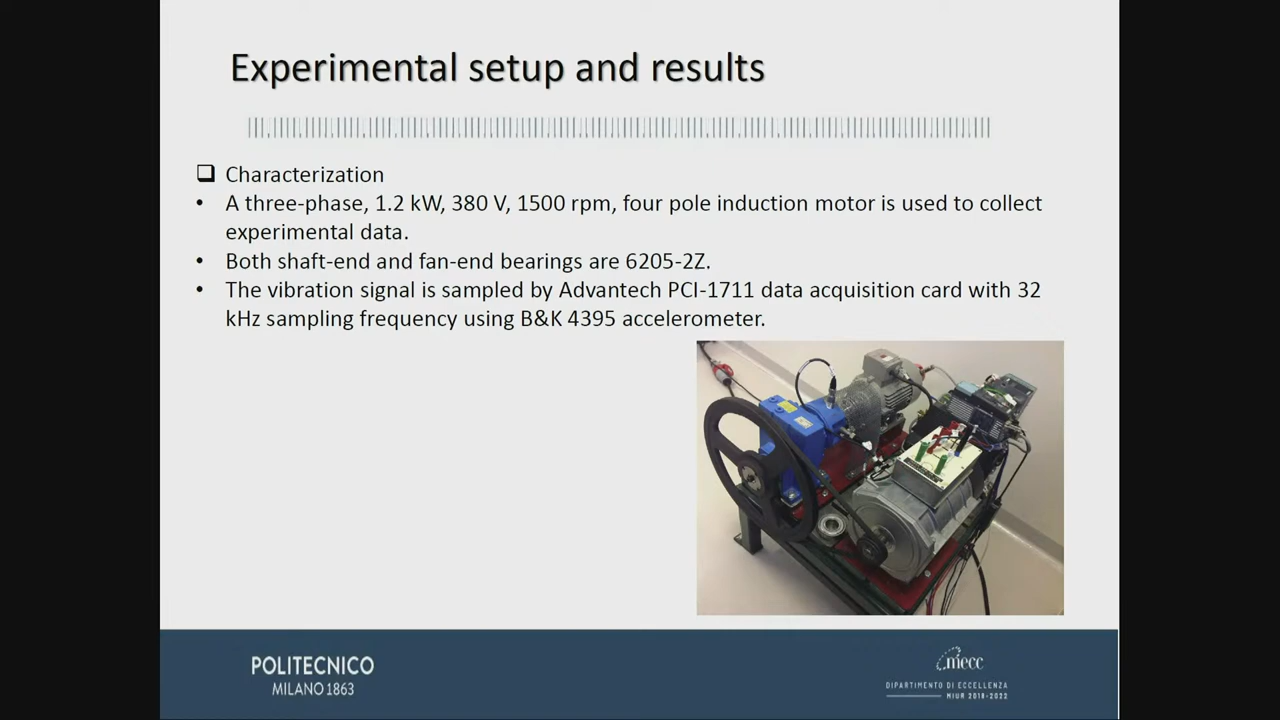 Experimental setup and results
Characterization
• A three-phase, 1.2 kW, 380 V, 1500 rpm, four pole induction motor is used to collect
experimental data.
• Both shaft-end and fan-end bearings are 6205-2Z.
• The vibration signal is sampled by Advantech PCI-1711 data acquisition card with 32
kHz sampling frequency using B&K 4395 accelerometer.
POLITECNICO
MILANO 1863
mecc
DIPARTIMENTO DI ECCELLENZA
MIUR 2018-2022